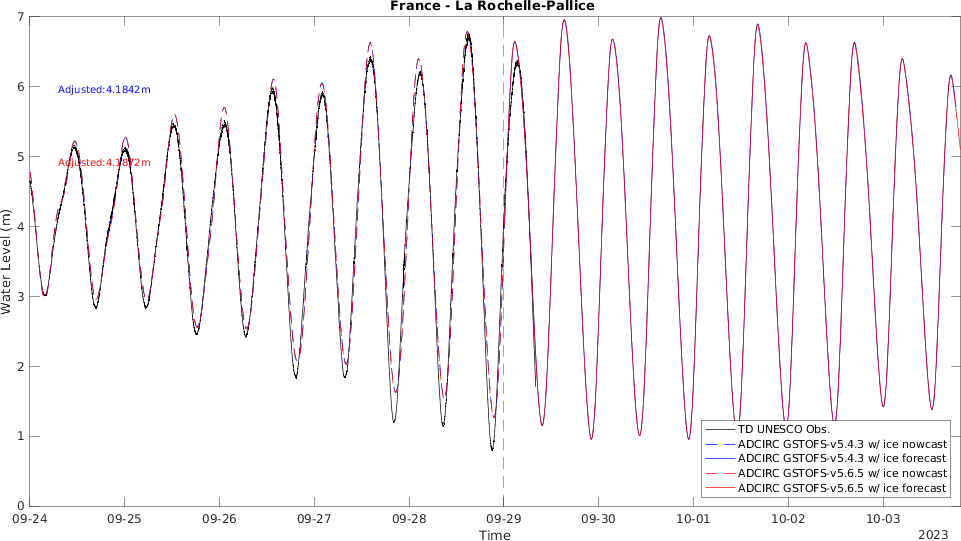 France - La Rochelle-Pallice
7
6
5
4
3
2
1
0
Water Level (m)
Adjusted:4.1842m
Adjusted:4.1872m
TD UNESCO Obs.
ADCIRC GSTOFS-v5.4.3 w/ ice nowcast
ADCIRC GSTOFS-v5.4.3 w/ ice forecast
ADCIRC GSTOFS-v5.6.5 w/ ice nowcast
ADCIRC GSTOFS-v5.6.5 w/ ice forecast
09-24 09-25 09-26 09-27 09-28 09-29 09-30 10-01 10-02 10-03
Time
2023